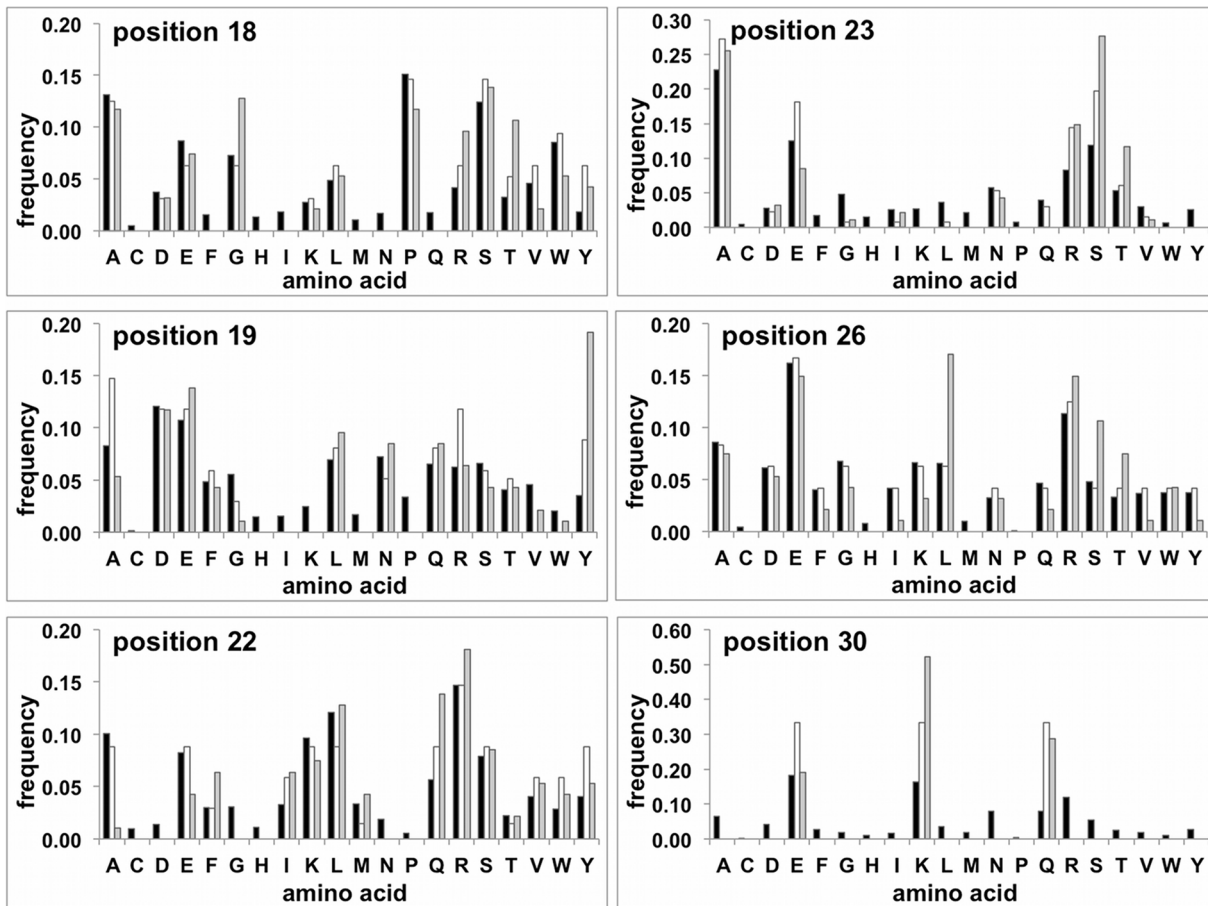 position 18
0.20
0.15
0.10
0.05
0.00
frequency
A C D E F G H I K L M N P Q R S T V W Y
amino acid
position 23
0.30
0.25
0.20
0.15
0.10
0.05
0.00
frequency
A C D E F G H I K L M N P Q R S T V W Y
amino acid
position 19
0.20
0.15
0.10
0.05
0.00
frequency
A C D E F G H I K L M N P Q R S T V W Y
amino acid
position 26
0.20
0.15
0.10
0.05
0.00
frequency
A C D E F G H I K L M N P Q R S T V W Y
amino acid
position 22
0.20
0.15
0.10
0.05
0.00
frequency
A C D E F G H I K L M N P Q R S T V W Y
amino acid
position 30
0.60
0.50
0.40
0.30
0.20
0.10
0.00
frequency
A C D E F G H I K L M N P Q R S T V W Y
amino acid